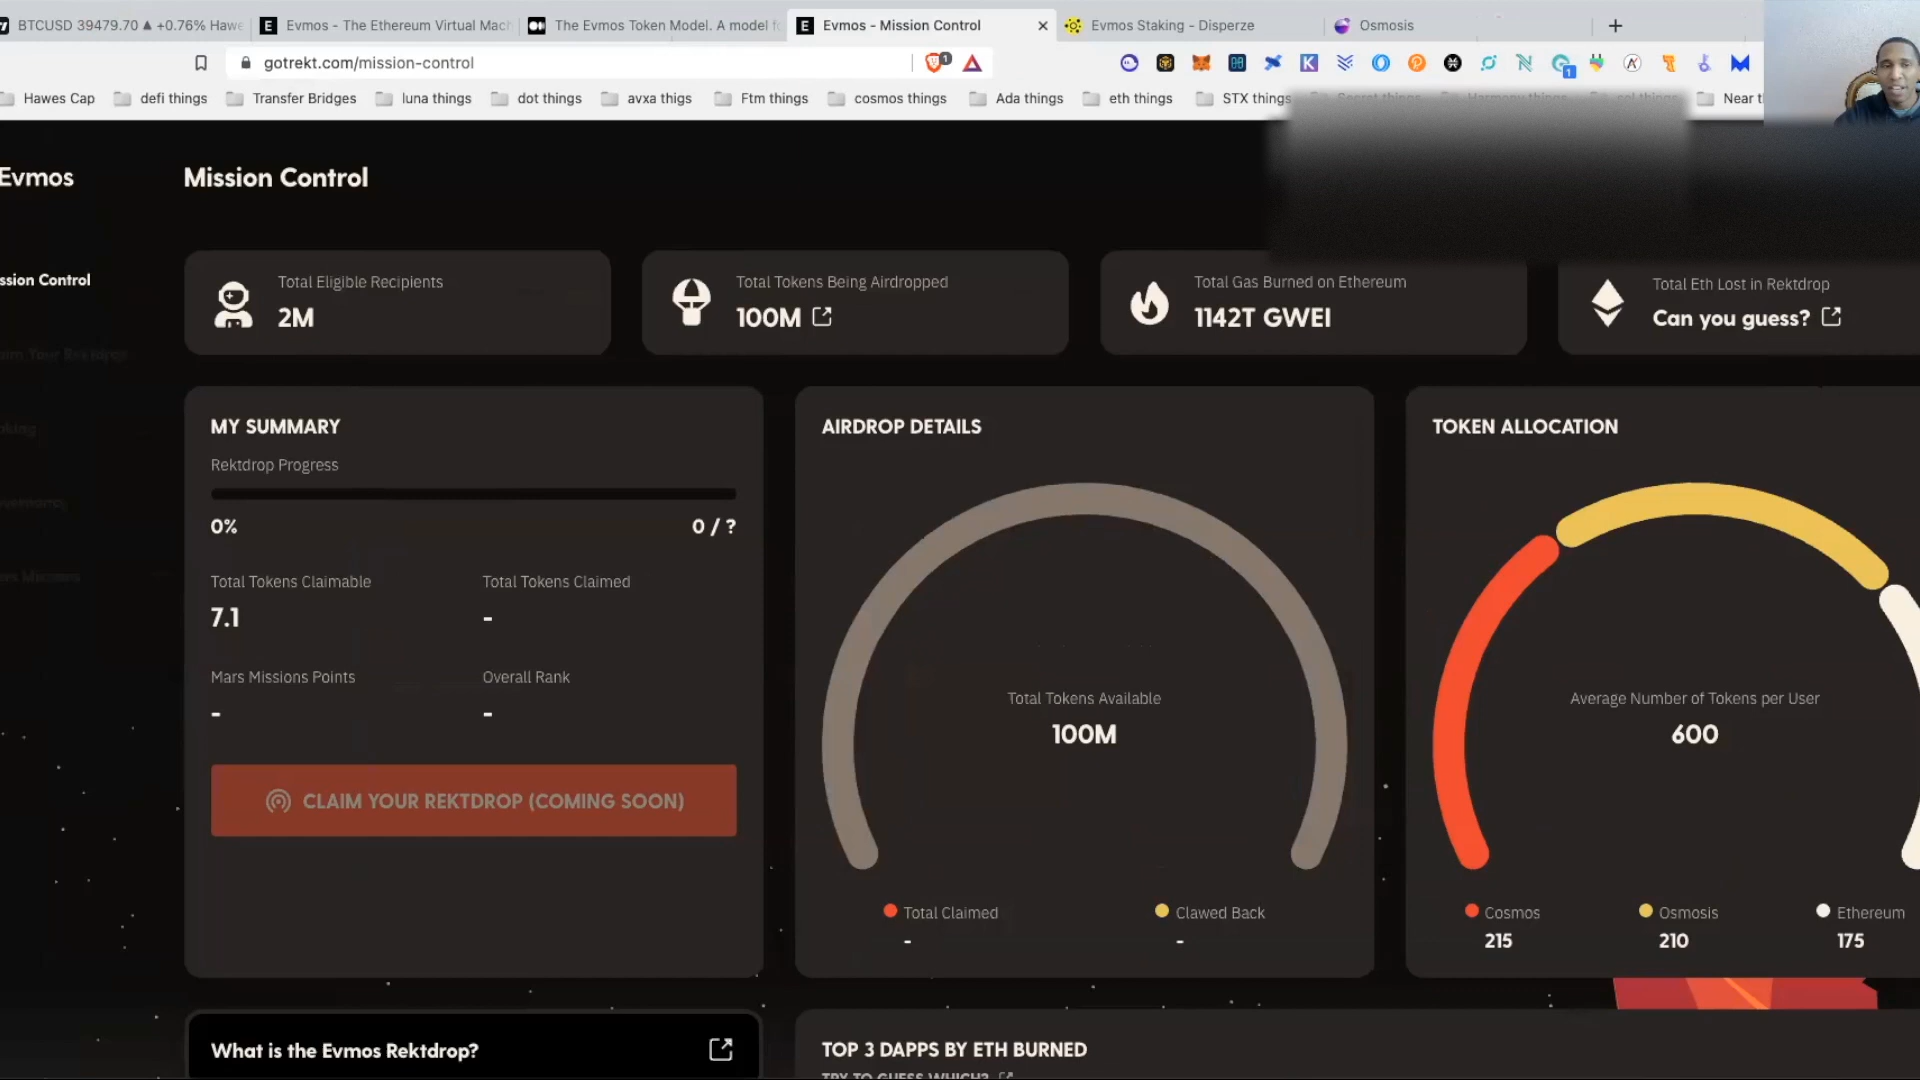 BTCUSD 39479.70 ▲ +0.76% Hawe
Evmos - The Ethereum Virtual Mach
The Evmos Token Model. A model f
Evmos - Mission Control
Evmos Staking - Disperze
Osmosis
gotrekt.com/mission-control
Hawes Cap
defi things
Transfer Bridges
luna things
dot things
avxa thigs
Ftm things
cosmos things
Ada things
eth things
STX things
Near t
Evmos
Mission Control
ssion Control
Total Eligible Recipients
2M
Total Tokens Being Airdropped
100M
Total Gas Burned on Ethereum
1142T GWEI
Total Eth Lost in Rektdrop
Can you guess?
MY SUMMARY
Rektdrop Progress
0%
0 / ?
Total Tokens Claimable
7.1
Total Tokens Claimed
-
Mars Missions Points
-
Overall Rank
-
CLAIM YOUR REKTDROP (COMING SOON)
AIRDROP DETAILS
Total Tokens Available
100M
Total Claimed
-
Clawed Back
-
TOKEN ALLOCATION
Average Number of Tokens per User
600
Cosmos
215
Osmosis
210
Ethereum
175
What is the Evmos Rektdrop?
TOP 3 DAPPS BY ETH BURNED
TRY TO GUESS WHICH?